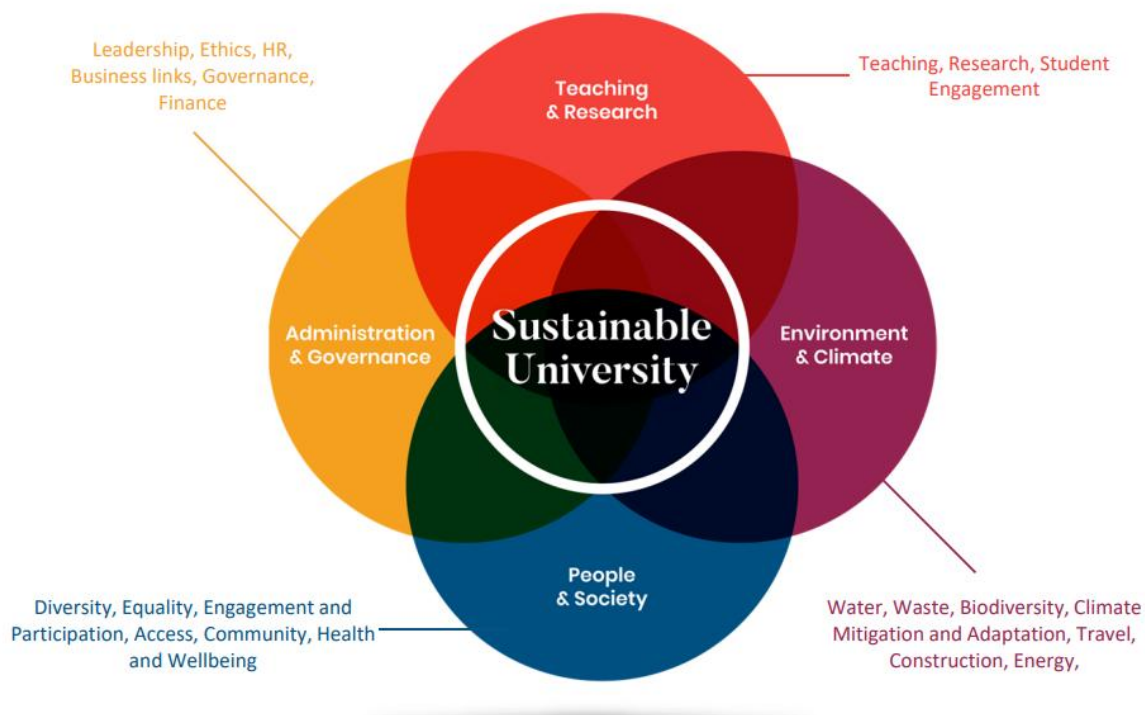 Leadership, Ethics, HR,
Business links, Governance,
Finance
Teaching, Research, Student
Engagement
Teaching
& Research
Administration
& Governance
Sustainable
University
Environment
& Climate
People
& Society
Diversity, Equality, Engagement and
Participation, Access, Community, Health
and Wellbeing
Water, Waste, Biodiversity, Climate
Mitigation and Adaptation, Travel,
Construction, Energy,